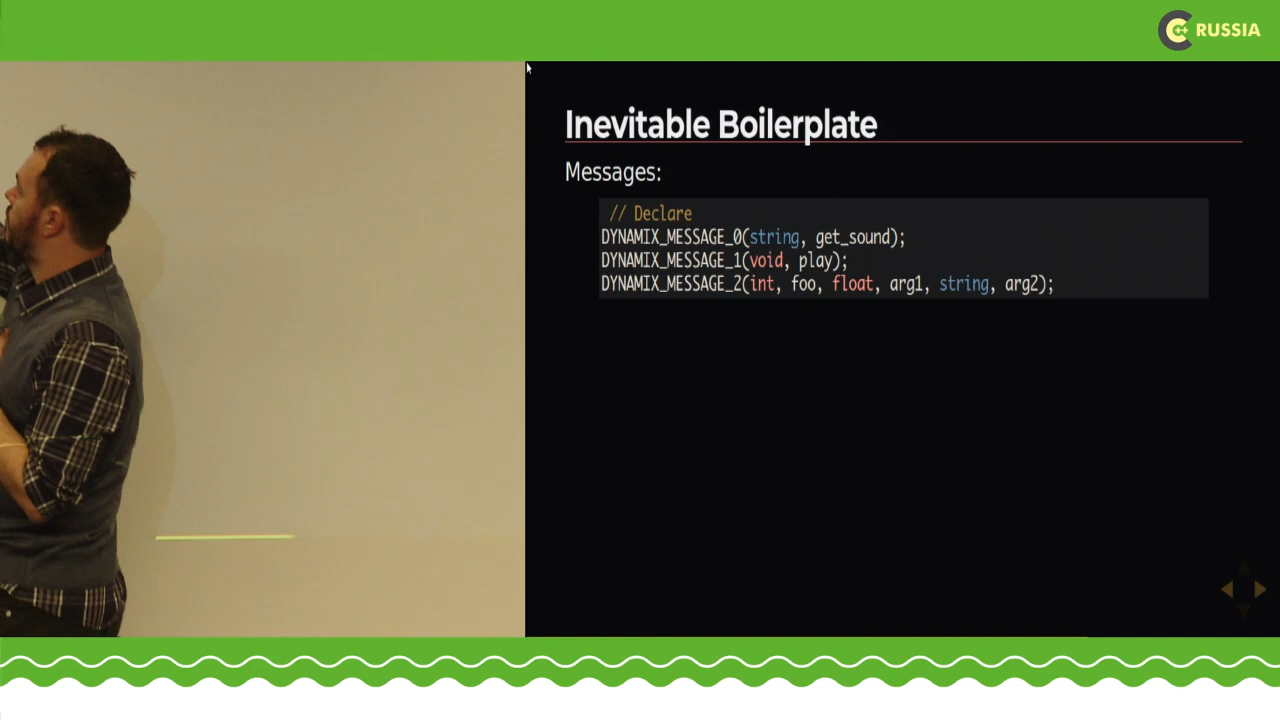 C++ RUSSIA
Inevitable Boilerplate
Messages:
// Declare
DYNAMIX_MESSAGE_0(string, get_sound);
DYNAMIX_MESSAGE_1(void, play);
DYNAMIX_MESSAGE_2(int, foo, float, arg1, string, arg2);